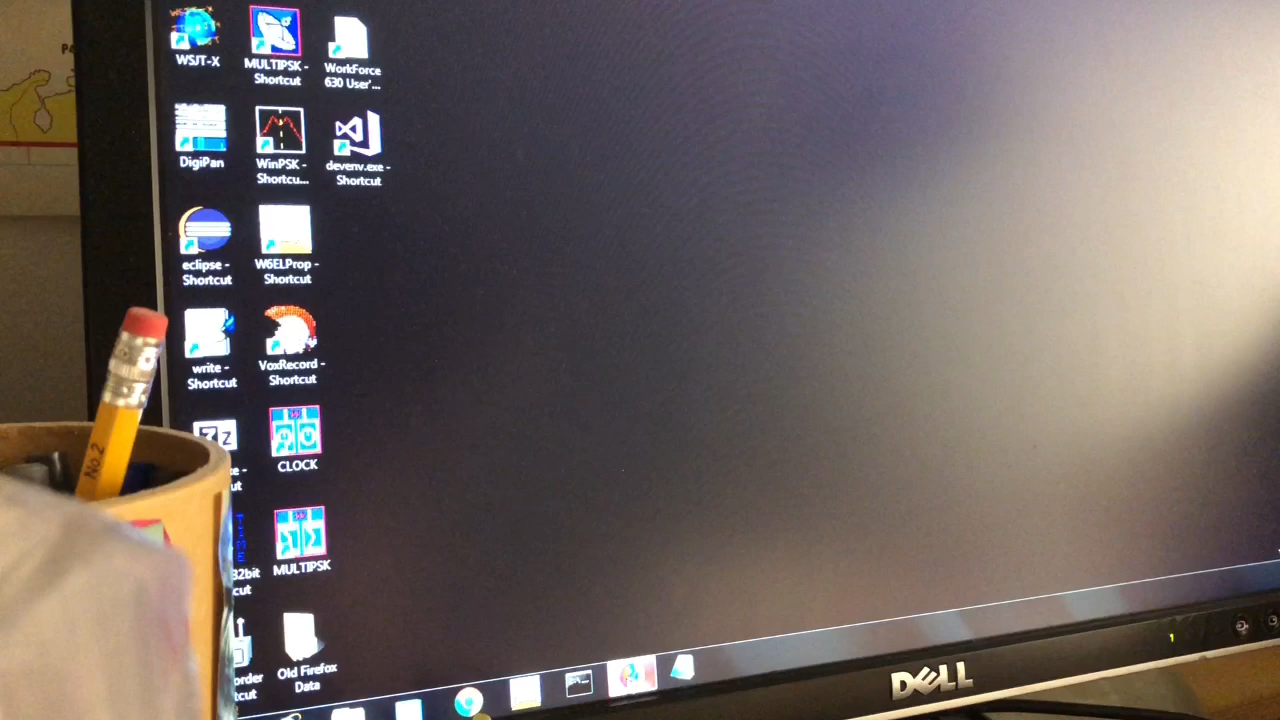 WSJT-X
MULTIPSK -
Shortcut
WorkForce
630 User'...
DigiPan
WinPSK -
Shortcu...
devenv.exe -
Shortcut
eclipse -
Shortcut
W6ELProp -
Shortcut
write -
Shortcut
VoxRecord -
Shortcut
CLOCK
MULTIPSK
32bit
Old Firefox
Data
No.2
DELL